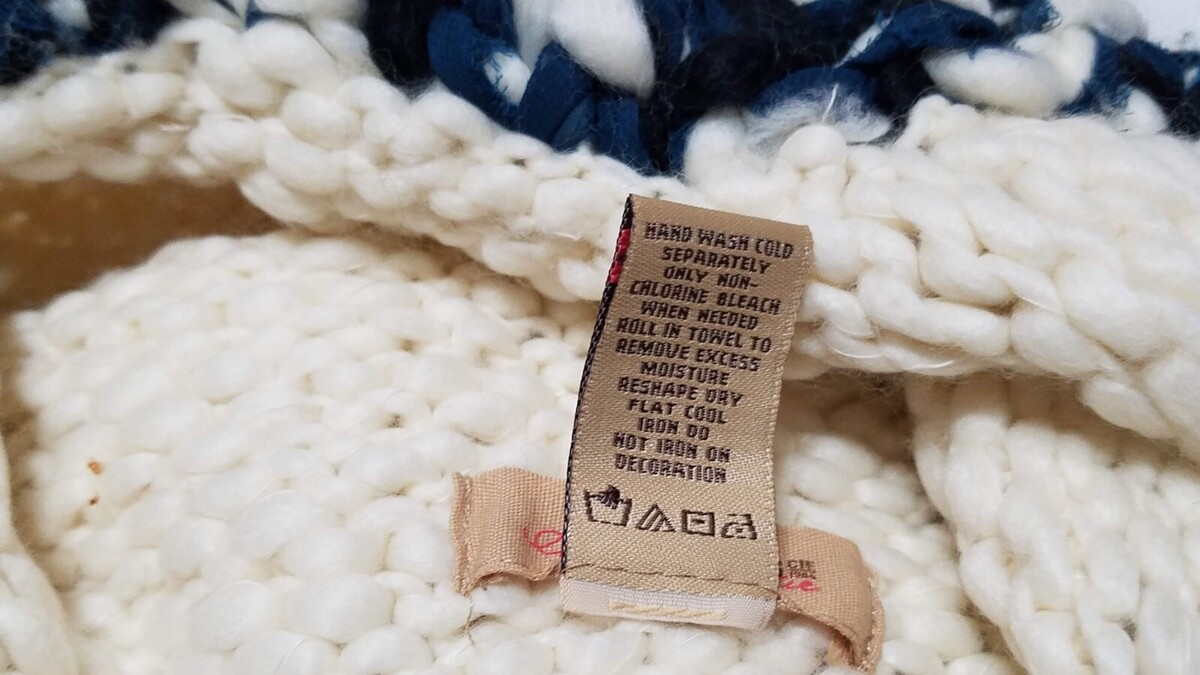 HAND WASH COLD
SEPARATELY
ONLY NON-
CHLORINE BLEACH
WHEN NEEDED
ROLL IN TOWEL TO
REMOVE EXCESS
MOISTURE
RESHAPE DRY
FLAT COOL
IRON DO
NOT IRON ON
DECORATION